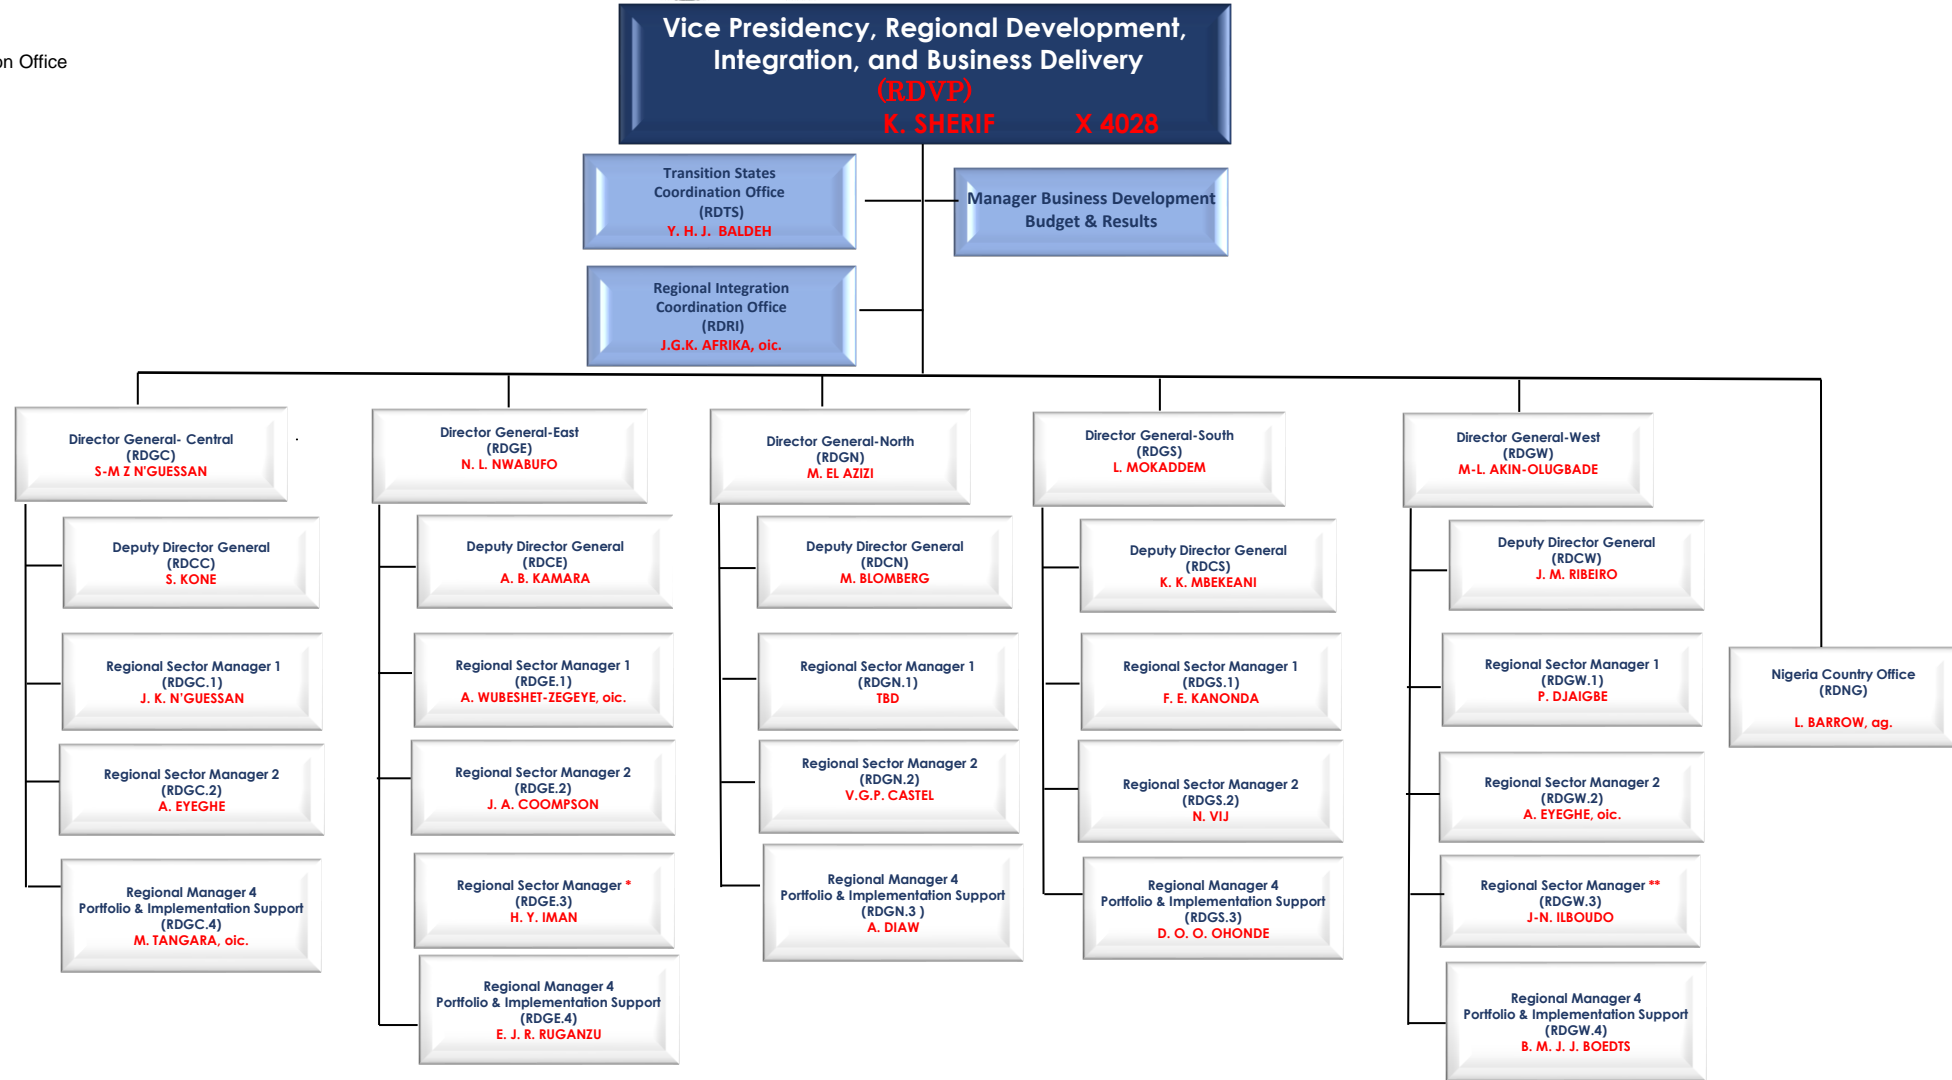 on Office
Vice Presidency, Regional Development,
Integration, and Business Delivery
(RDVP)
K. SHERIF X 4028
Transition States
Coordination Office
(RDTS)
Y. H. J. BALDEH
Manager Business Development
Budget & Results
Regional Integration
Coordination Office
(RDRI)
J.G.K. AFRIKA, oic.
Director General- Central
(RDGC)
S-M Z N'GUESSAN
Deputy Director General
(RDCC)
S. KONE
Regional Sector Manager 1
(RDGC.1)
J. K. N'GUESSAN
Regional Sector Manager 2
(RDGC.2)
A. EYEGHE
Regional Manager 4
Portfolio & Implementation Support
(RDGC.4)
M. TANGARA, oic.
Director General-East
(RDGE)
N. L. NWABUFO
Deputy Director General
(RDCE)
A. B. KAMARA
Regional Sector Manager 1
(RDGE.1)
A. WUBESHET-ZEGEYE, oic.
Regional Sector Manager 2
(RDGE.2)
J. A. COOMPSON
Regional Sector Manager *
(RDGE.3)
H. Y. IMAN
Regional Manager 4
Portfolio & Implementation Support
(RDGE.4)
E. J. R. RUGANZU
Director General-North
(RDGN)
M. EL AZIZI
Deputy Director General
(RDCN)
M. BLOMBERG
Regional Sector Manager 1
(RDGN.1)
TBD
Regional Sector Manager 2
(RDGN.2)
V.G.P. CASTEL
Regional Manager 4
Portfolio & Implementation Support
(RDGN.3 )
A. DIAW
Director General-South
(RDGS)
L. MOKADDEM
Deputy Director General
(RDCS)
K. K. MBEKEANI
Regional Sector Manager 1
(RDGS.1)
F. E. KANONDA
Regional Sector Manager 2
(RDGS.2)
N. VIJ
Regional Manager 4
Portfolio & Implementation Support
(RDGS.3)
D. O. O. OHONDE
Director General-West
(RDGW)
M-L. AKIN-OLUGBADE
Deputy Director General
(RDCW)
J. M. RIBEIRO
Regional Sector Manager 1
(RDGW.1)
P. DJAIGBE
Regional Sector Manager 2
(RDGW.2)
A. EYEGHE, oic.
Regional Sector Manager **
(RDGW.3)
J-N. ILBOUDO
Regional Manager 4
Portfolio & Implementation Support
(RDGW.4)
B. M. J. J. BOEDTS
Nigeria Country Office
(RDNG)
L. BARROW, ag.